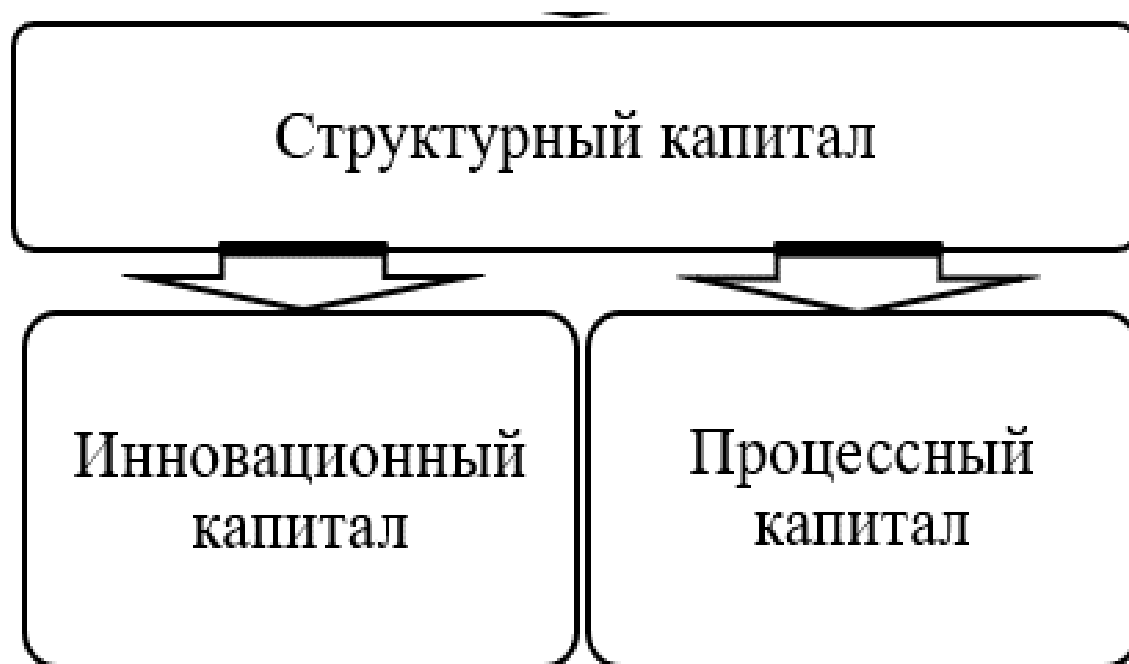 Структурный капитал
Инновационный
капитал
Процессный
капитал